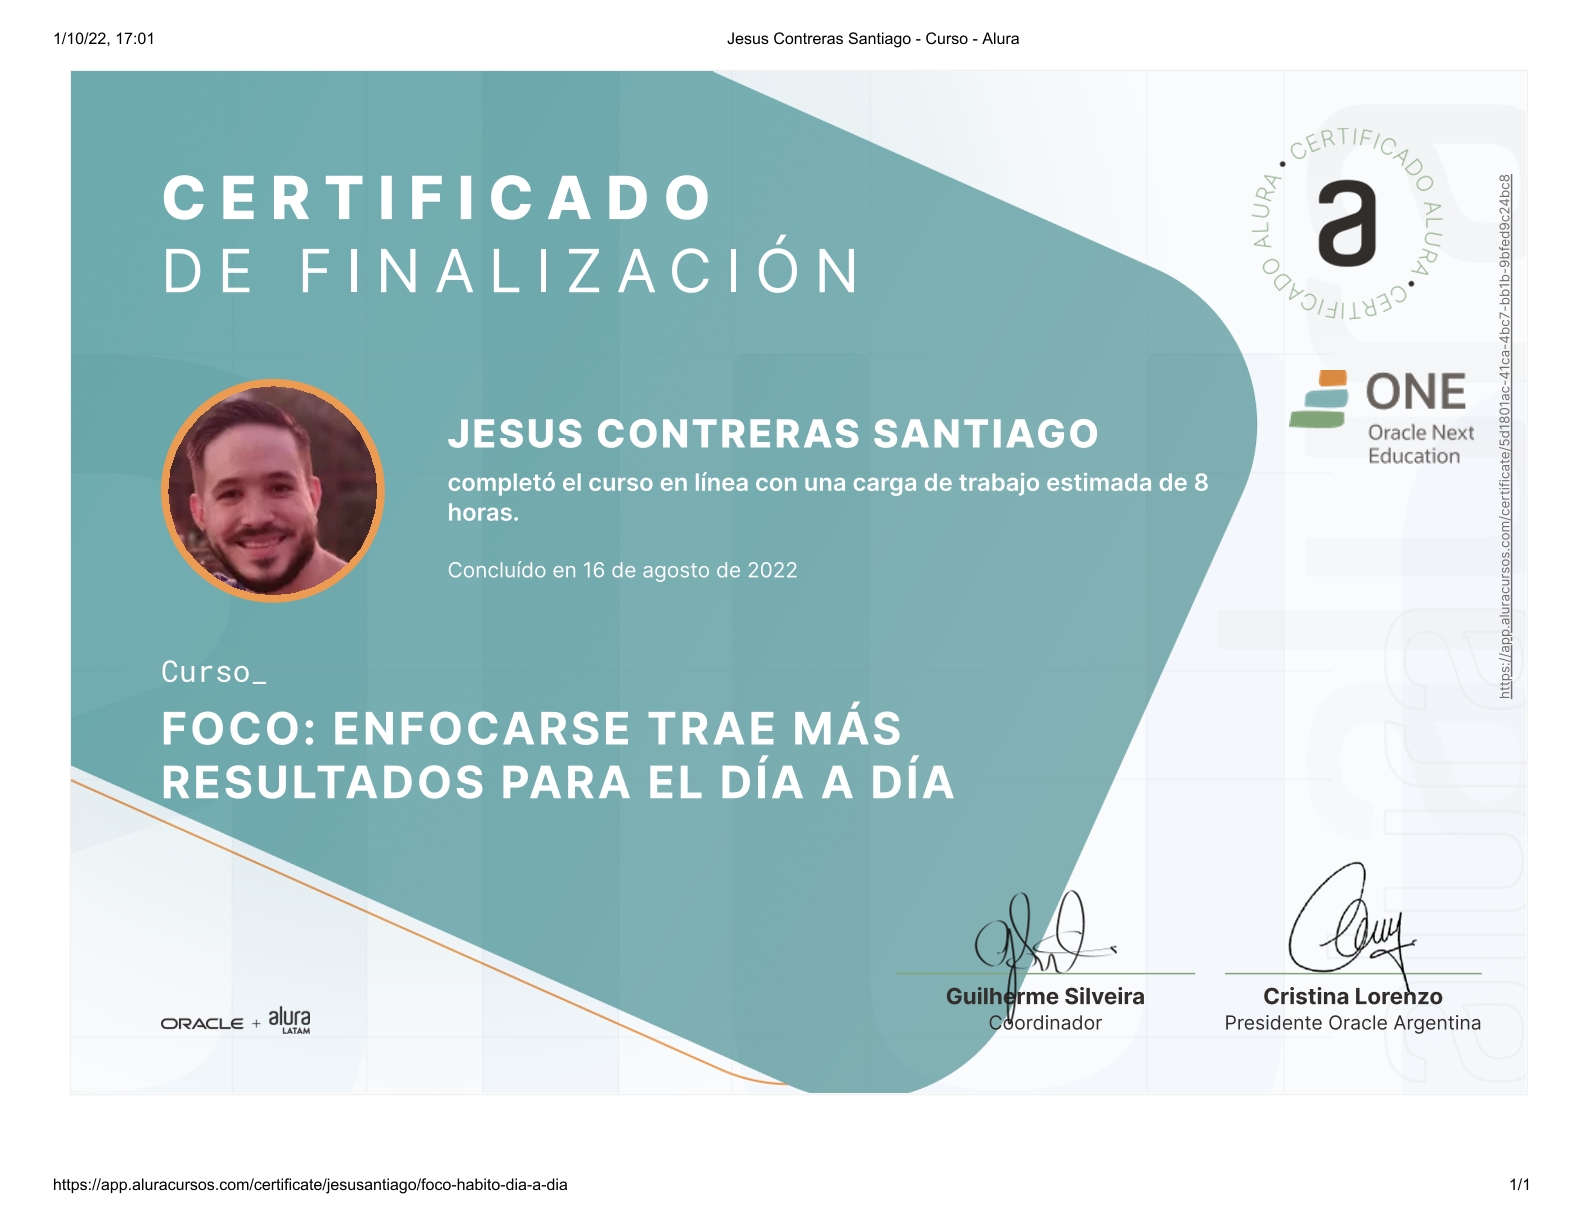 1/10/22, 17:01
Jesus Contreras Santiago - Curso - Alura
CERTIFICADO
DE FINALIZACIÓN
CERTIFICADO ALURA • CERTIFICADO ALURA •
a
ONE
Oracle Next
Education
https://app.aluracursos.com/certificate/5d1801ac-41ca-4bc7-bb1b-9bfed9c24bc8
JESUS CONTRERAS SANTIAGO
completó el curso en línea con una carga de trabajo estimada de 8
horas.
Concluído en 16 de agosto de 2022
Curso_
FOCO: ENFOCARSE TRAE MÁS
RESULTADOS PARA EL DÍA A DÍA
Guilherme Silveira
Coordinador
Cristina Lorenzo
Presidente Oracle Argentina
ORACLE + alura
LATAM
alura
https://app.aluracursos.com/certificate/jesusantiago/foco-habito-dia-a-dia
1/1